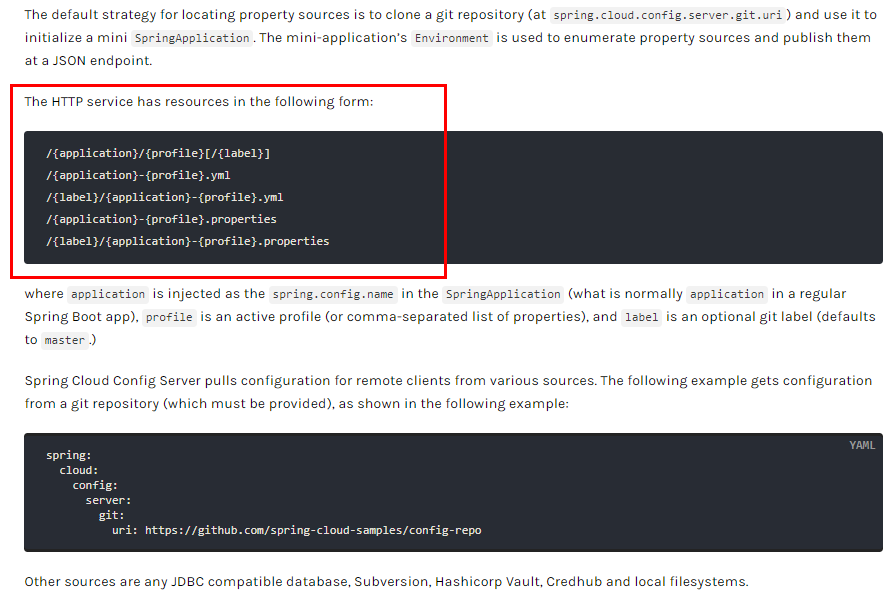 The default strategy for locating property sources is to clone a git repository (at spring.cloud.config.server.git.uri) and use it to
initialize a mini SpringApplication. The mini-application's Environment is used to enumerate property sources and publish them
at a JSON endpoint.
The HTTP service has resources in the following form:
/{application}/{profile}[/{label}]
/{application}-{profile}.yml
/{label}/{application}-{profile}.yml
/{application}-{profile}.properties
/{label}/{application}-{profile}.properties
where application is injected as the spring.config.name in the SpringApplication (what is normally application in a regular
Spring Boot app), profile is an active profile (or comma-separated list of properties), and label is an optional git label (defaults
to master.)
Spring Cloud Config Server pulls configuration for remote clients from various sources. The following example gets configuration
from a git repository (which must be provided), as shown in the following example:
YAML
spring:
  cloud:
    config:
      server:
        git:
          uri: https://github.com/spring-cloud-samples/config-repo
Other sources are any JDBC compatible database, Subversion, Hashicorp Vault, Credhub and local filesystems.